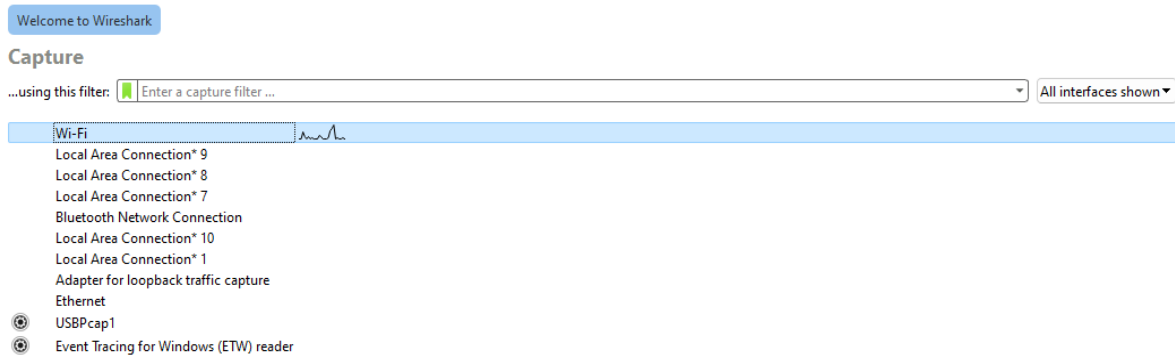 Welcome to Wireshark
Capture
...using this filter: Enter a capture filter ... All interfaces shown
Wi-Fi
Local Area Connection* 9
Local Area Connection* 8
Local Area Connection* 7
Bluetooth Network Connection
Local Area Connection* 10
Local Area Connection* 1
Adapter for loopback traffic capture
Ethernet
USBPcap1
Event Tracing for Windows (ETW) reader